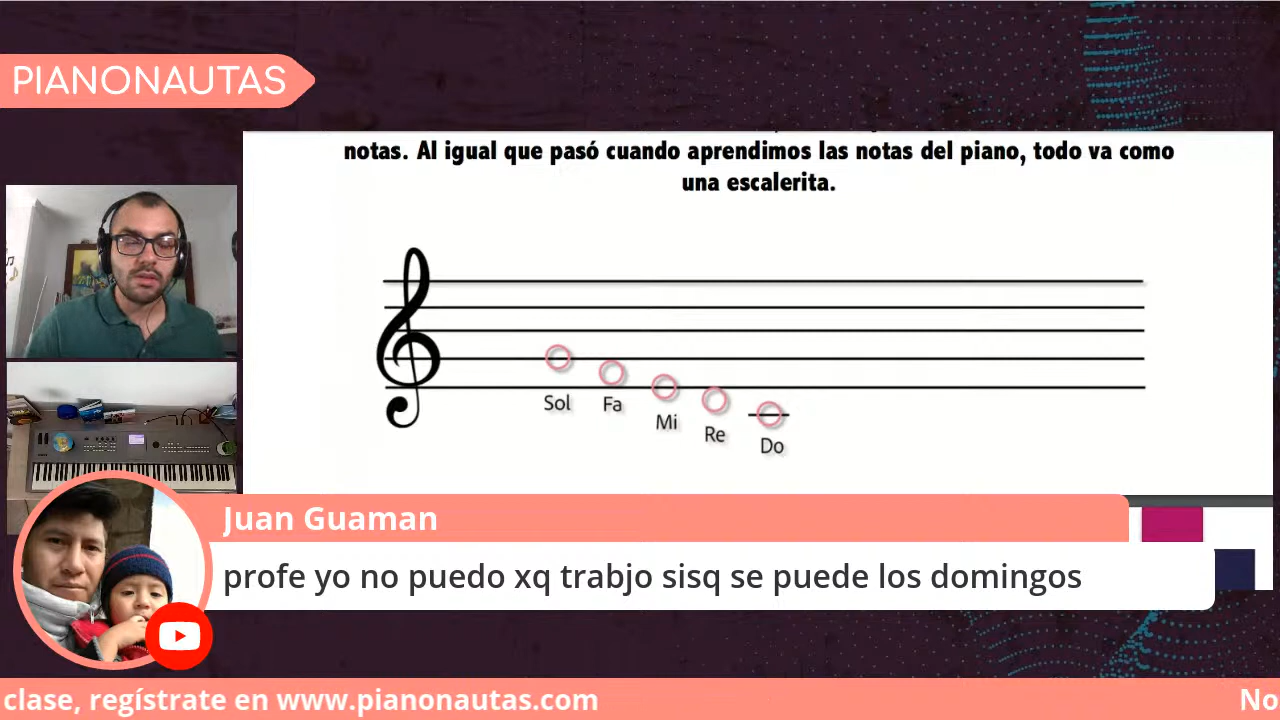 PIANONAUTAS
notas. Al igual que pasó cuando aprendimos las notas del piano, todo va como
una escalerita.
Sol
Fa
Mi
Re
Do
Juan Guaman
profe yo no puedo xq trabjo sisq se puede los domingos
clase, regístrate en www.pianonautas.com
No